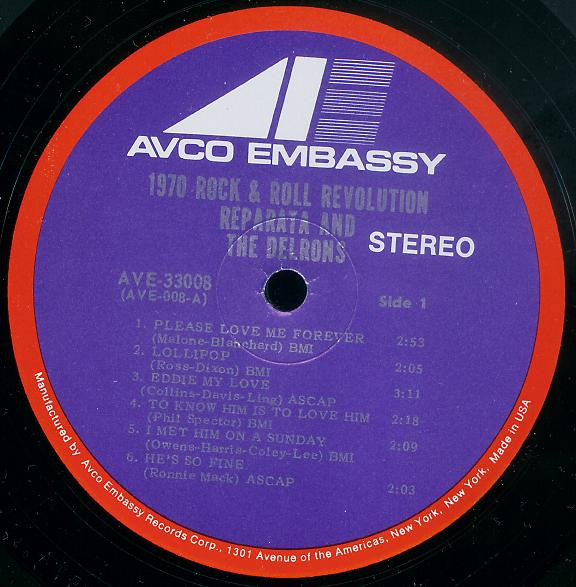 AVCO EMBASSY
1970 ROCK & ROLL REVOLUTION
REPARATA AND
THE DELRONS
STEREO
AVE-33008
(AVE-008-A)
Side 1
1. PLEASE LOVE ME FOREVER 2:53
(Malone-Blanchard) BMI
2. LOLLIPOP 2:05
(Ross-Dixon) BMI
3. EDDIE MY LOVE 3:11
(Collins-Davis-Ling) ASCAP
4. TO KNOW HIM IS TO LOVE HIM 2:18
(Phil Spector) BMI
5. I MET HIM ON A SUNDAY 2:09
(Owens-Harris-Coley-Lee) BMI
6. HE'S SO FINE 2:03
(Ronnie Mack) ASCAP
Manufactured by Avco Embassy Records Corp., 1301 Avenue of the Americas, New York, New York, Made in USA